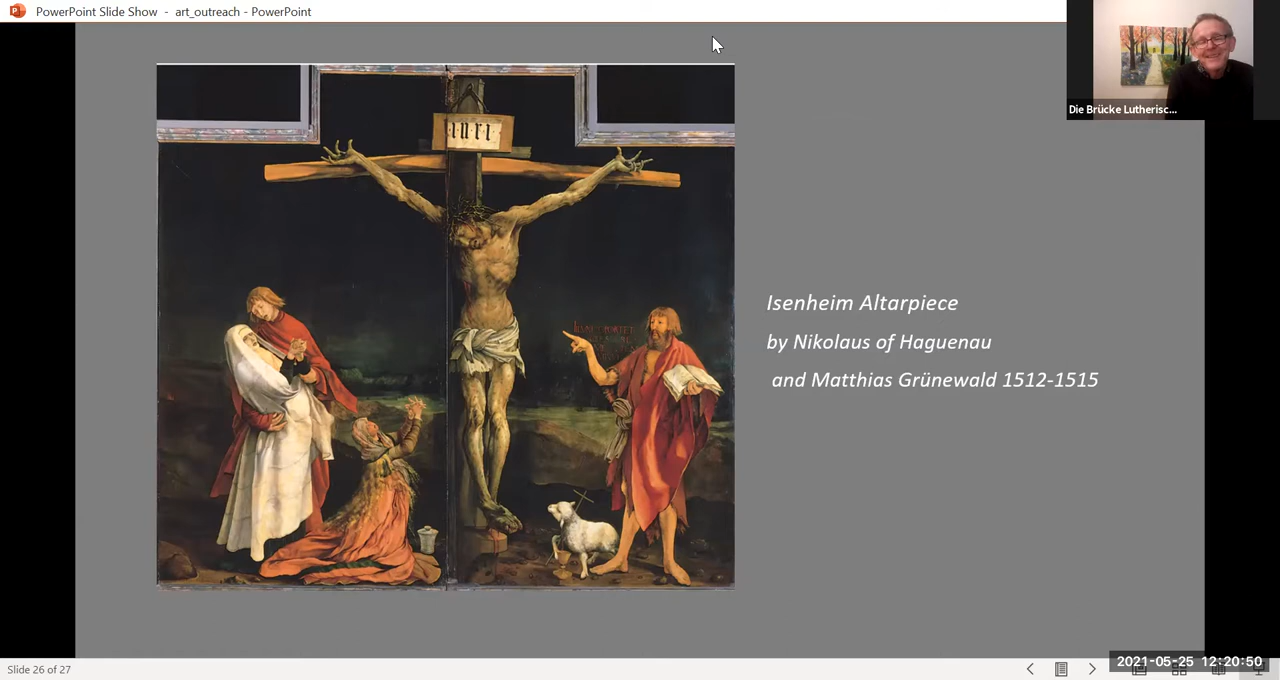 PowerPoint Slide Show - art_outreach - PowerPoint
Die Brücke Lutherisc...
INRI
Isenheim Altarpiece
by Nikolaus of Haguenau
and Matthias Grünewald 1512-1515
Slide 26 of 27
2021-05-25 12:20:50